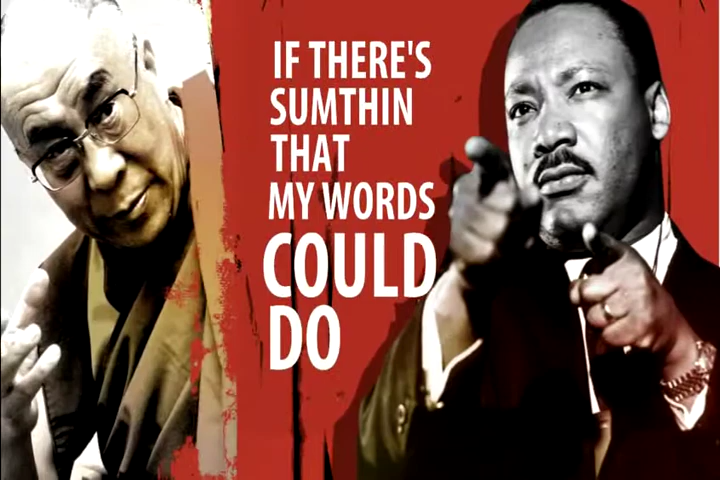 IF THERE'S
SUMTHIN
THAT
MY WORDS
COULD
DO